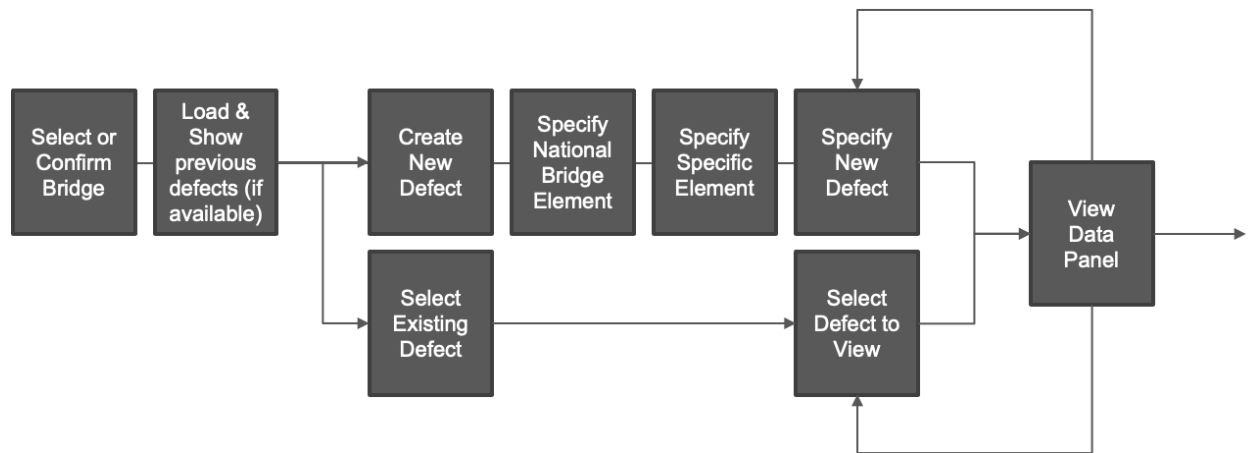 Select or
Confirm
Bridge
Load &
Show
previous
defects (if
available)
Create
New
Defect
Specify
National
Bridge
Element
Specify
Specific
Element
Specify
New
Defect
View
Data
Panel
Select
Existing
Defect
Select
Defect to
View